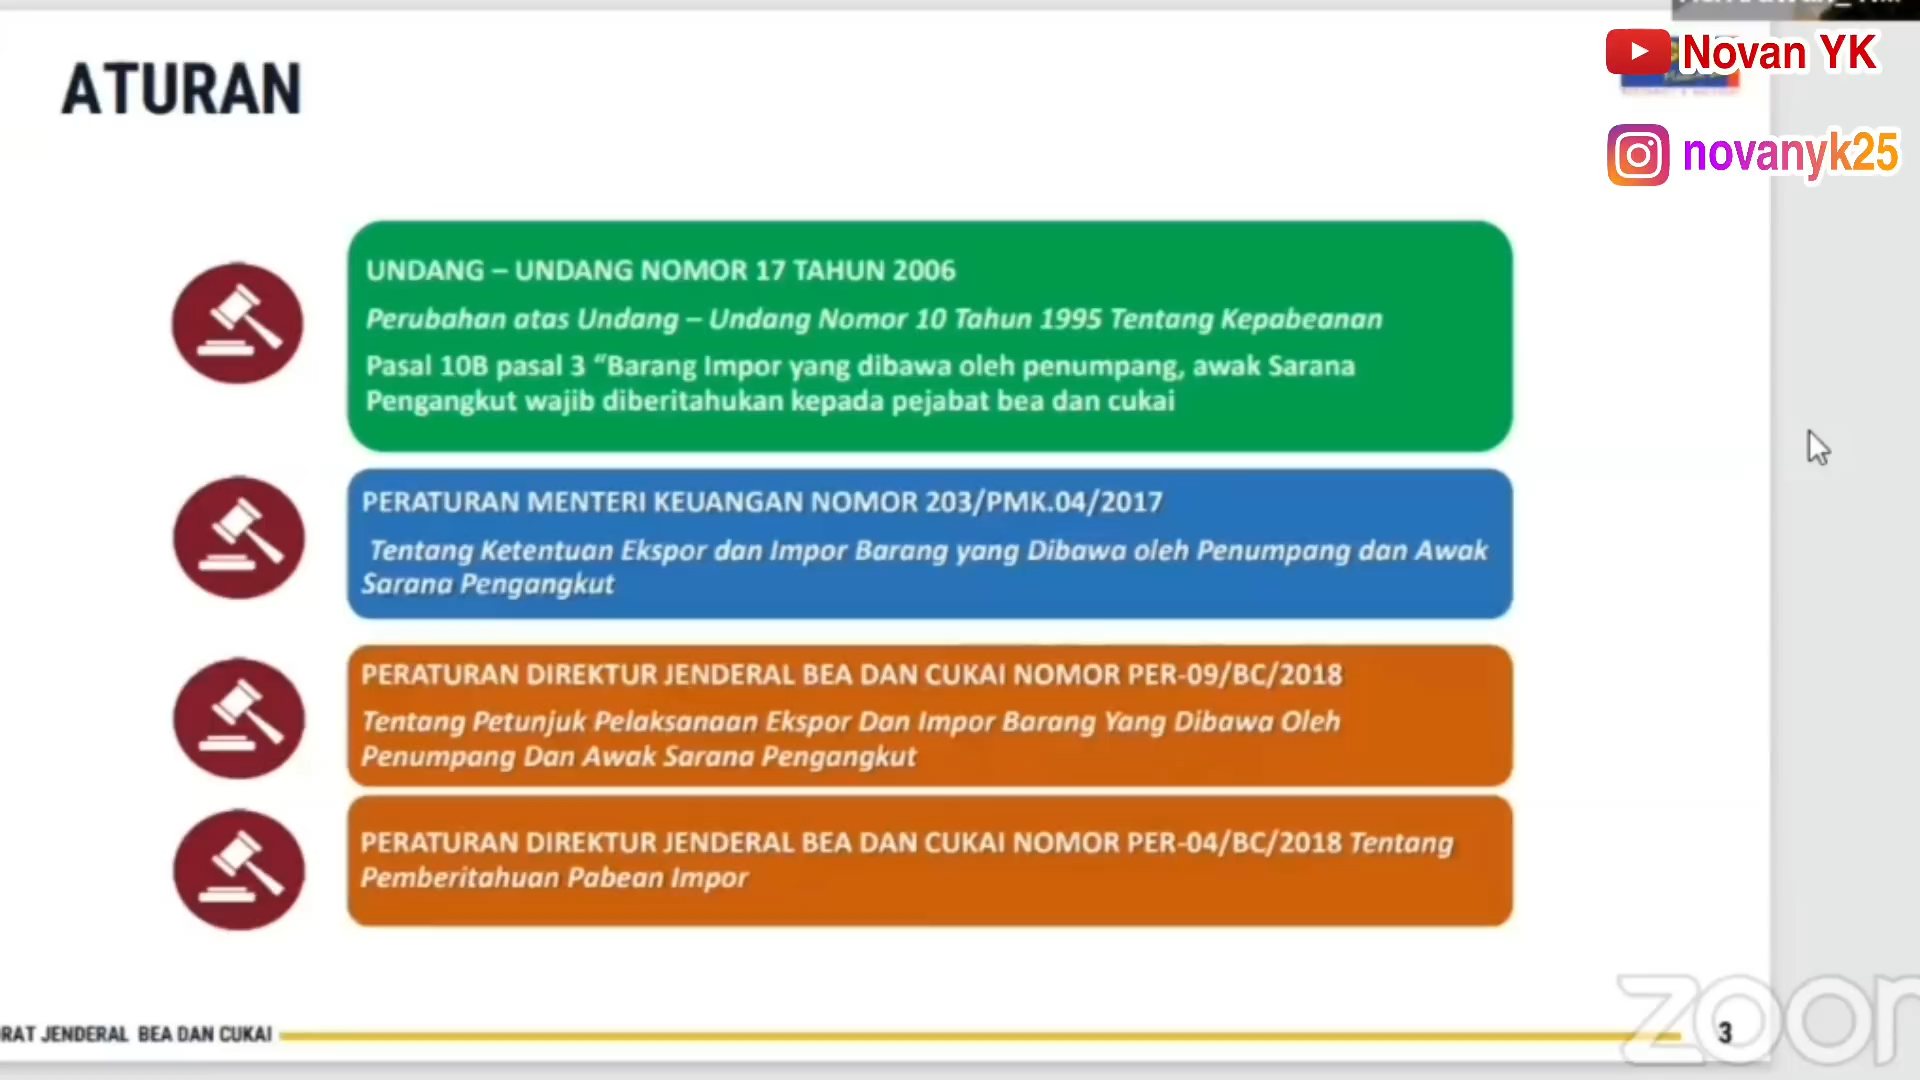 Novan YK
ATURAN
novanyk25
UNDANG – UNDANG NOMOR 17 TAHUN 2006
Perubahan atas Undang – Undang Nomor 10 Tahun 1995 Tentang Kepabeanan
Pasal 10B pasal 3 “Barang Impor yang dibawa oleh penumpang, awak Sarana
Pengangkut wajib diberitahukan kepada pejabat bea dan cukai
PERATURAN MENTERI KEUANGAN NOMOR 203/PMK.04/2017
Tentang Ketentuan Ekspor dan Impor Barang yang Dibawa oleh Penumpang dan Awak
Sarana Pengangkut
PERATURAN DIREKTUR JENDERAL BEA DAN CUKAI NOMOR PER-09/BC/2018
Tentang Petunjuk Pelaksanaan Ekspor Dan Impor Barang Yang Dibawa Oleh
Penumpang Dan Awak Sarana Pengangkut
PERATURAN DIREKTUR JENDERAL BEA DAN CUKAI NOMOR PER-04/BC/2018 Tentang
Pemberitahuan Pabean Impor
RAT JENDERAL BEA DAN CUKAI
3
zoom